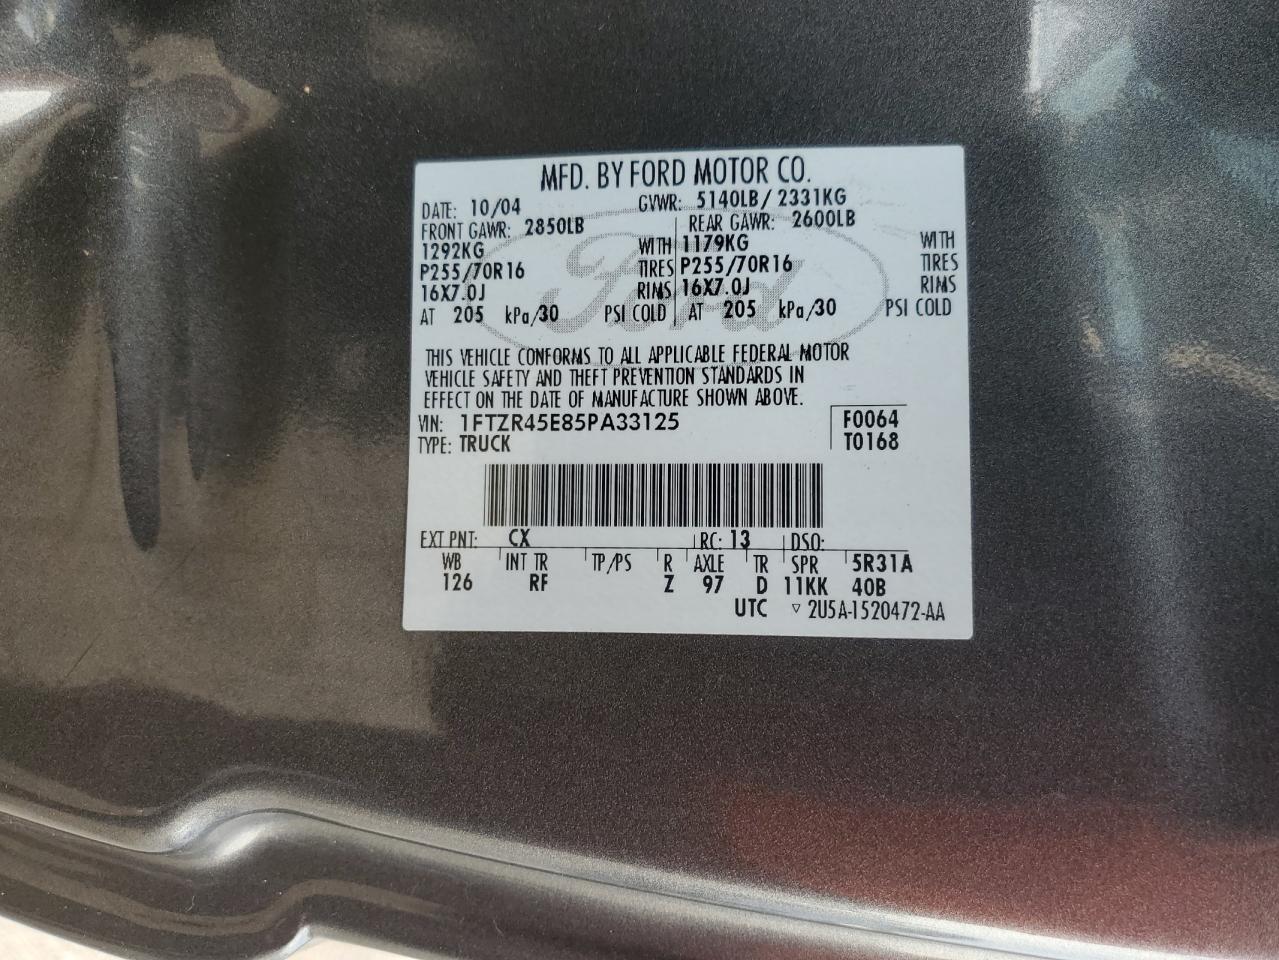 MFD. BY FORD MOTOR CO.
DATE: 10/04 GVWR: 5140LB / 2331KG
FRONT GAWR: 2850LB REAR GAWR: 2600LB
1292KG WITH 1179KG WITH
P255/70R16 TIRES P255/70R16 TIRES
16X7.0J RIMS 16X7.0J RIMS
AT 205 kPa/30 PSI COLD AT 205 kPa/30 PSI COLD
Ford
THIS VEHICLE CONFORMS TO ALL APPLICABLE FEDERAL MOTOR
VEHICLE SAFETY AND THEFT PREVENTION STANDARDS IN
EFFECT ON THE DATE OF MANUFACTURE SHOWN ABOVE.
VIN: 1FTZR45E85PA33125 F0064
TYPE: TRUCK T0168
EXT PNT: CX RC: 13 DSO:
WB INT TR TP/PS R AXLE TR SPR 5R31A
126 RF Z 97 D 11KK 40B
UTC ▽ 2U5A-1520472-AA